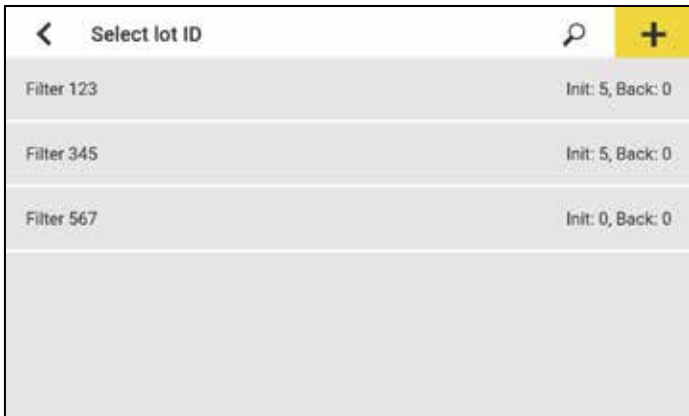 Select lot ID
Filter 123 Init: 5, Back: 0
Filter 345 Init: 5, Back: 0
Filter 567 Init: 0, Back: 0